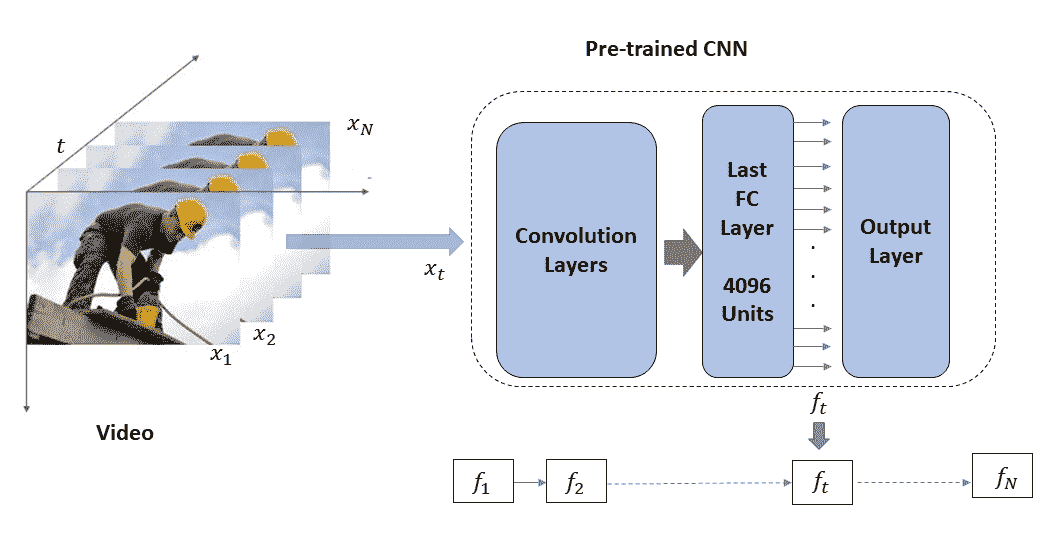 Pre-trained CNN
t
x_N
x_t
x_2
x_1
Video
Convolution
Layers
Last
FC
Layer
4096
Units
.
.
.
Output
Layer
f_t
f_1
f_2
f_t
f_N